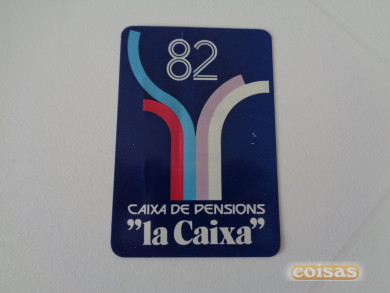 82
CAIXA DE PENSIONS
"la Caixa"
coisas